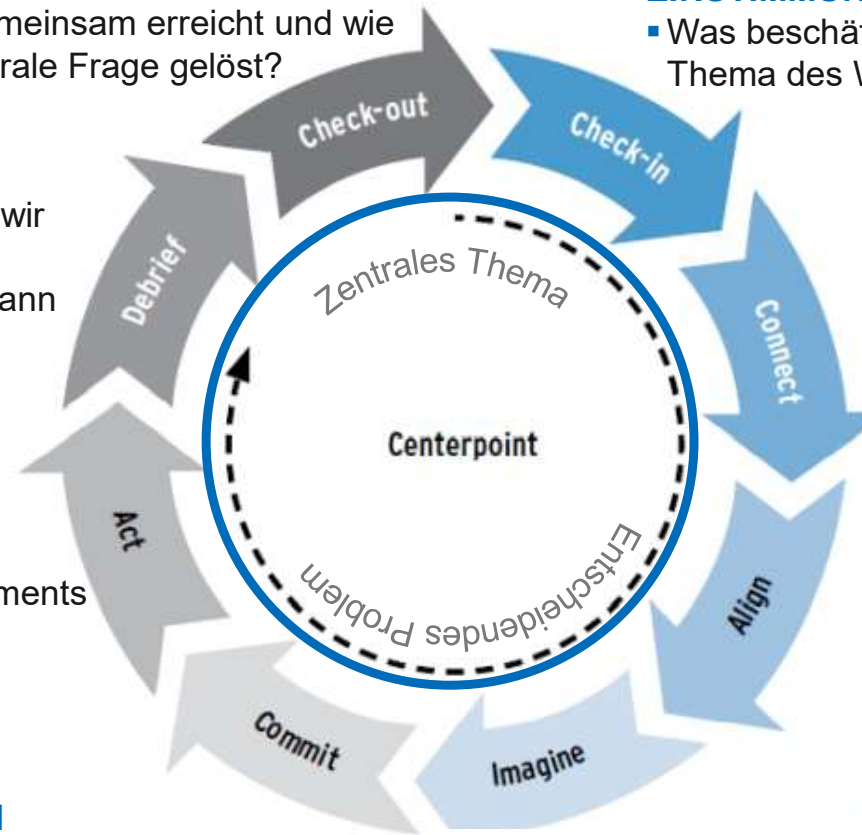 meinsam erreicht und wie
rale Frage gelöst?
Was beschäf
Thema des W
Check-out
Check-in
wir
ann
Debrief
Zentrales Thema
Connect
Centerpoint
Act
ments
Entscheidendes Problem
Align
Commit
Imagine